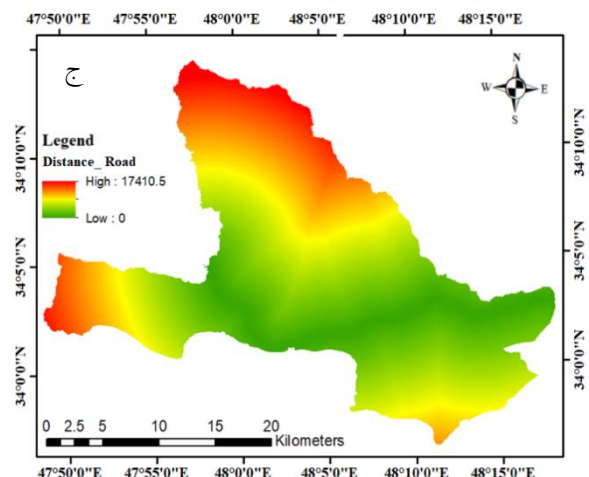 47°50'0"E 47°55'0"E 48°0'0"E 48°5'0"E 48°10'0"E 48°15'0"E
ج
N
W E
S
Legend
Distance_ Road
High : 17410.5
Low : 0
34°10'0"N 34°10'0"N
34°5'0"N 34°5'0"N
34°0'0"N 34°0'0"N
0 2.5 5 10 15 20
Kilometers
47°50'0"E 47°55'0"E 48°0'0"E 48°5'0"E 48°10'0"E 48°15'0"E